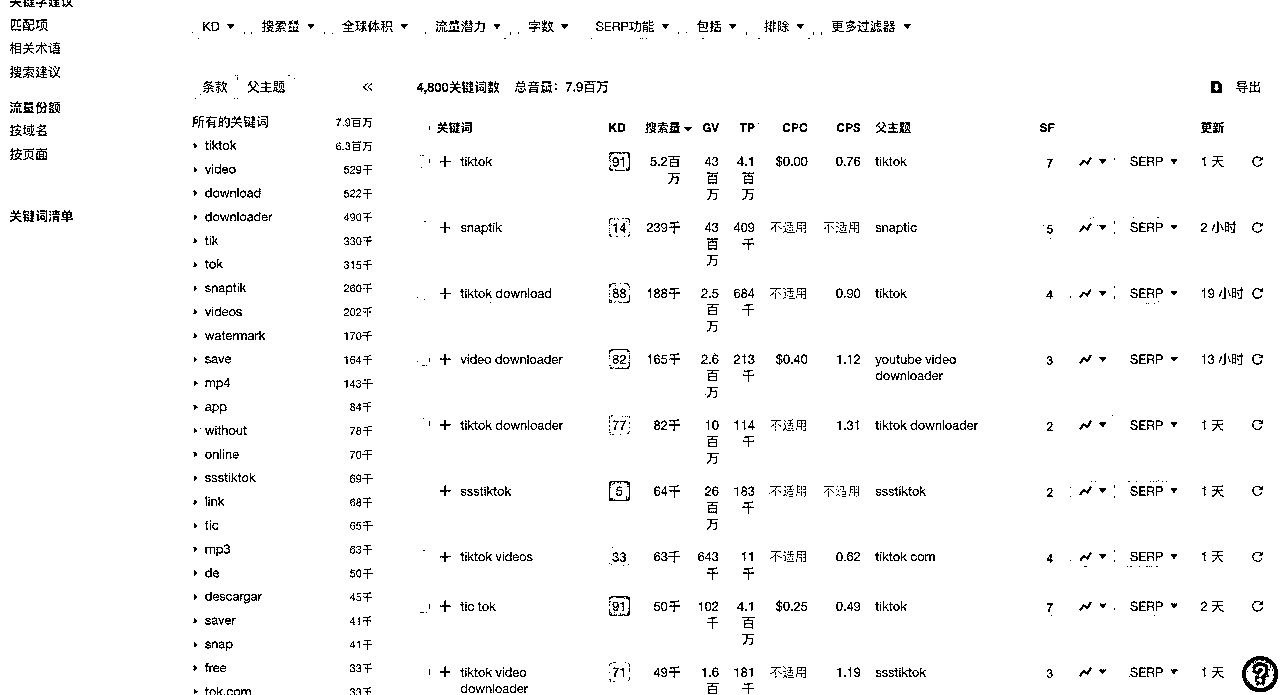 关键字建议
匹配项
相关术语
搜索建议
流量份额
按域名
按页面
关键词清单
KD 搜索量 全球体积 流量潜力 字数 SERP功能 包括 排除 更多过滤器
条款 父主题 «
4,800关键词数 总音量：7.9百万 导出
所有的关键词 7.9百万
tiktok 6.3百万
video 529千
download 522千
downloader 490千
tik 330千
tok 315千
snaptik 260千
videos 202千
watermark 170千
save 164千
mp4 143千
app 84千
without 78千
online 70千
ssstiktok 69千
link 68千
tic 65千
mp3 63千
de 50千
descargar 45千
saver 41千
snap 41千
free 33千
tok.com 33千
关键词 KD 搜索量 GV TP CPC CPS 父主题 SF 更新
+ tiktok 91 5.2百万 43百万 4.1百万 $0.00 0.76 tiktok 7 SERP 1 天
+ snaptik 14 239千 43百万 409千 不适用 不适用 snaptic 5 SERP 2 小时
+ tiktok download 88 188千 2.5百万 684千 不适用 0.90 tiktok 4 SERP 19 小时
+ video downloader 82 165千 2.6百万 213千 $0.40 1.12 youtube video downloader 3 SERP 13 小时
+ tiktok downloader 77 82千 10百万 114千 不适用 1.31 tiktok downloader 2 SERP 1 天
+ ssstiktok 5 64千 26百万 183千 不适用 不适用 ssstiktok 2 SERP 1 天
+ tiktok videos 33 63千 643千 11千 不适用 0.62 tiktok com 4 SERP 1 天
+ tic tok 91 50千 102千 4.1百万 $0.25 0.49 tiktok 7 SERP 2 天
+ tiktok video downloader 71 49千 1.6百 181千 不适用 1.19 ssstiktok 3 SERP 1 天
?